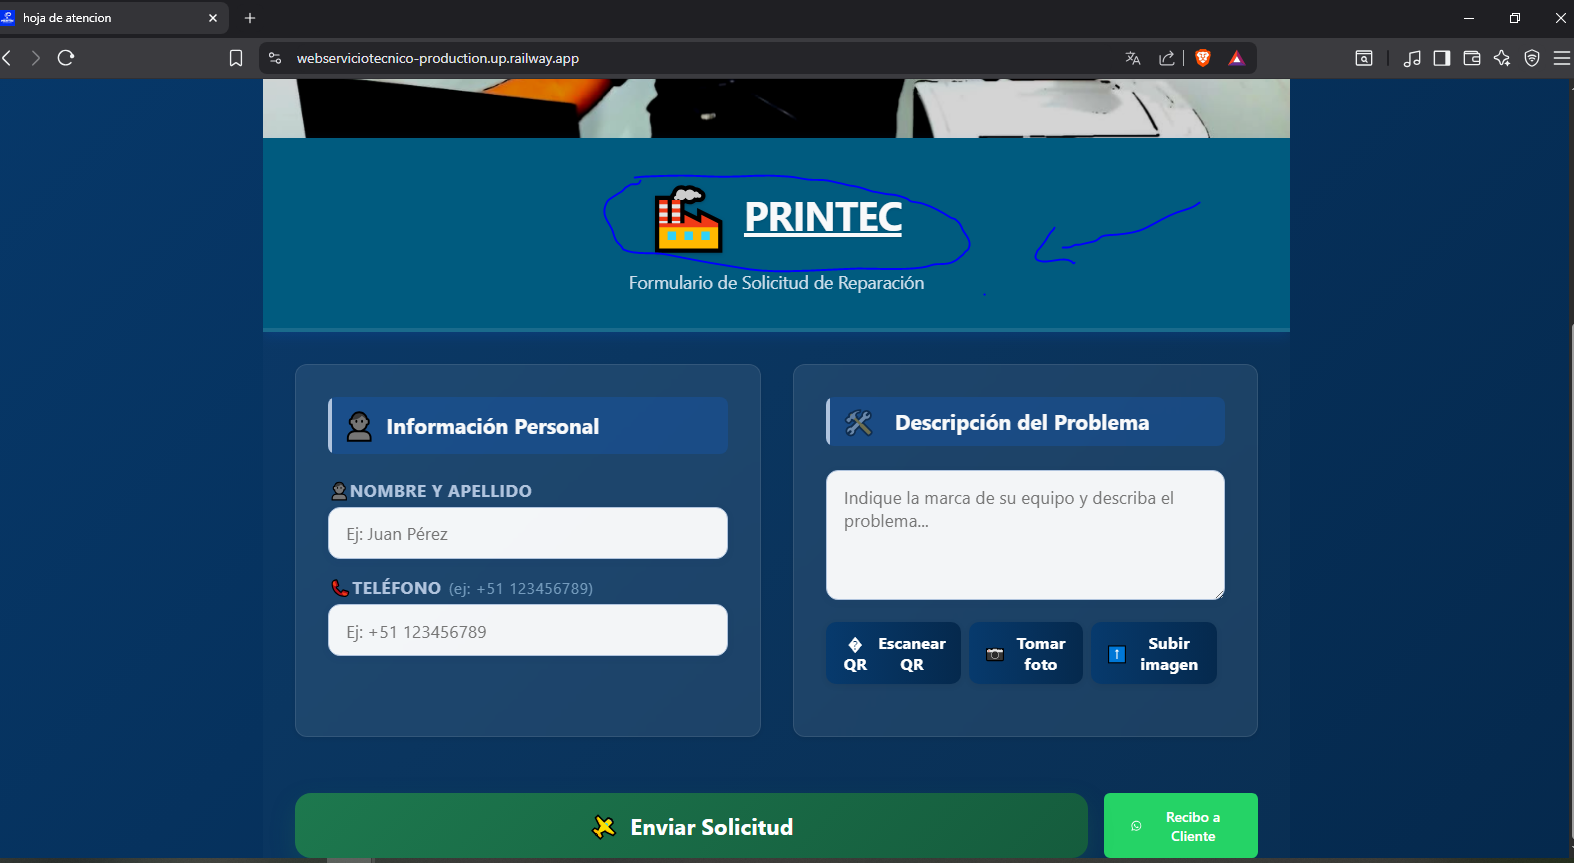 hoja de atencion
webserviciotecnico-production.up.railway.app
PRINTEC
Formulario de Solicitud de Reparación
Información Personal
NOMBRE Y APELLIDO
Ej: Juan Pérez
TELÉFONO (ej: +51 123456789)
Ej: +51 123456789
Descripción del Problema
Indique la marca de su equipo y describa el
problema...
� QR
Escanear
QR
Tomar
foto
Subir
imagen
Enviar Solicitud
Recibo a
Cliente